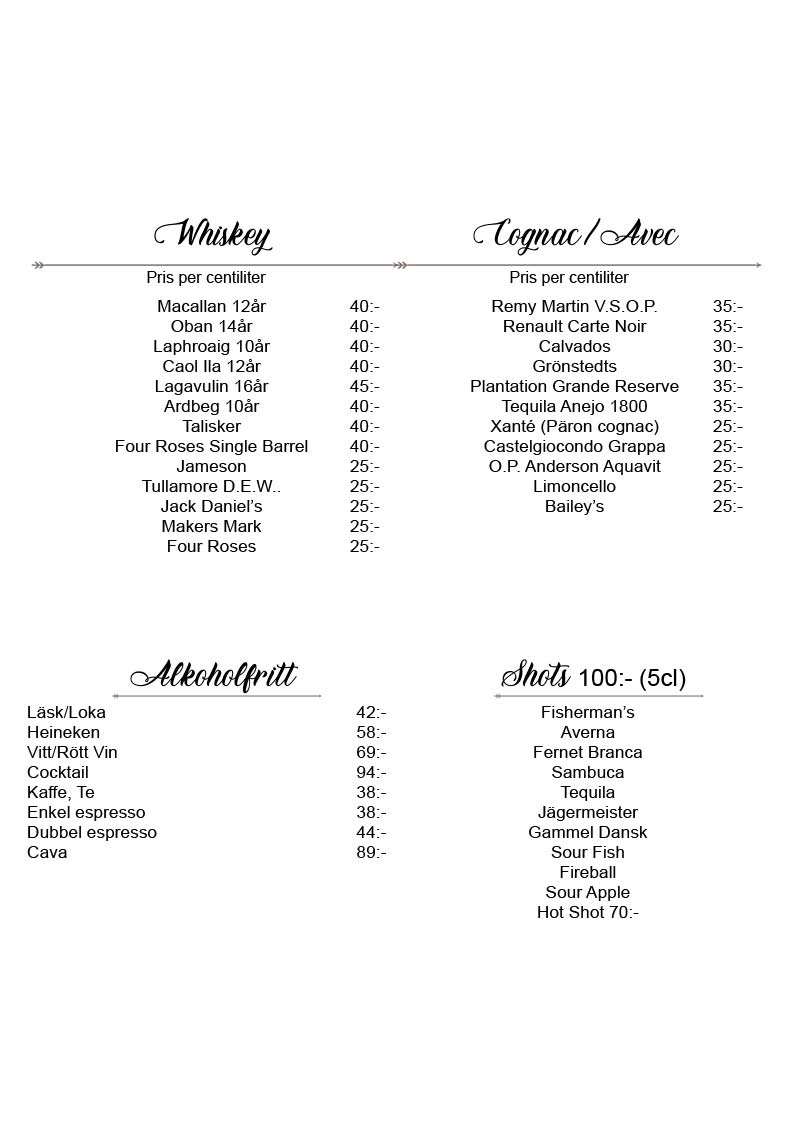 Whiskey
Pris per centiliter
Macallan 12år 40:-
Oban 14år 40:-
Laphroaig 10år 40:-
Caol Ila 12år 40:-
Lagavulin 16år 45:-
Ardbeg 10år 40:-
Talisker 40:-
Four Roses Single Barrel 40:-
Jameson 25:-
Tullamore D.E.W.. 25:-
Jack Daniel’s 25:-
Makers Mark 25:-
Four Roses 25:-
Cognac/Avec
Pris per centiliter
Remy Martin V.S.O.P. 35:-
Renault Carte Noir 35:-
Calvados 30:-
Grönstedts 30:-
Plantation Grande Reserve 35:-
Tequila Anejo 1800 35:-
Xanté (Päron cognac) 25:-
Castelgiocondo Grappa 25:-
O.P. Anderson Aquavit 25:-
Limoncello 25:-
Bailey’s 25:-
Alkoholfritt
Läsk/Loka 42:-
Heineken 58:-
Vitt/Rött Vin 69:-
Cocktail 94:-
Kaffe, Te 38:-
Enkel espresso 38:-
Dubbel espresso 44:-
Cava 89:-
Shots 100:- (5cl)
Fisherman’s
Averna
Fernet Branca
Sambuca
Tequila
Jägermeister
Gammel Dansk
Sour Fish
Fireball
Sour Apple
Hot Shot 70:-